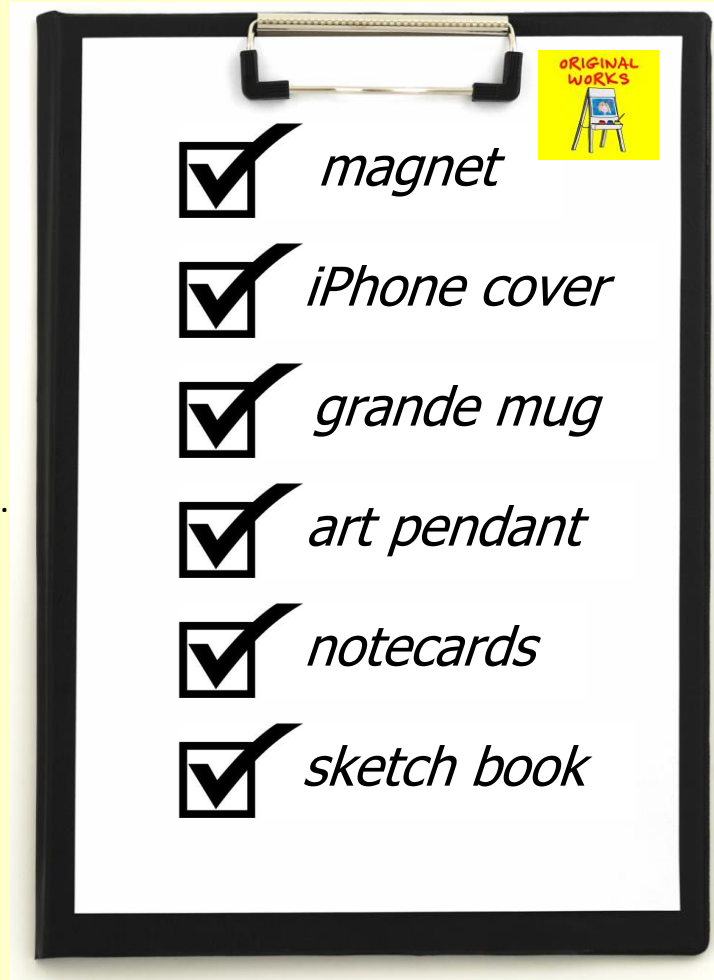 ORIGINAL
WORKS
magnet
iPhone cover
grande mug
art pendant
notecards
sketch book